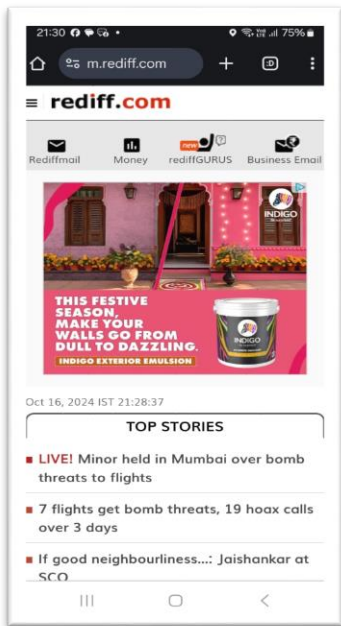 21:30
75%
m.rediff.com
:D
rediff.com
new
Rediffmail Money rediffGURUS Business Email
INDIGO
THIS FESTIVE
SEASON,
MAKE YOUR
WALLS GO FROM
DULL TO DAZZLING.
INDIGO EXTERIOR EMULSION
INDIGO
Oct 16, 2024 IST 21:28:37
TOP STORIES
LIVE! Minor held in Mumbai over bomb
threats to flights
7 flights get bomb threats, 19 hoax calls
over 3 days
If good neighbourliness...: Jaishankar at
SCO